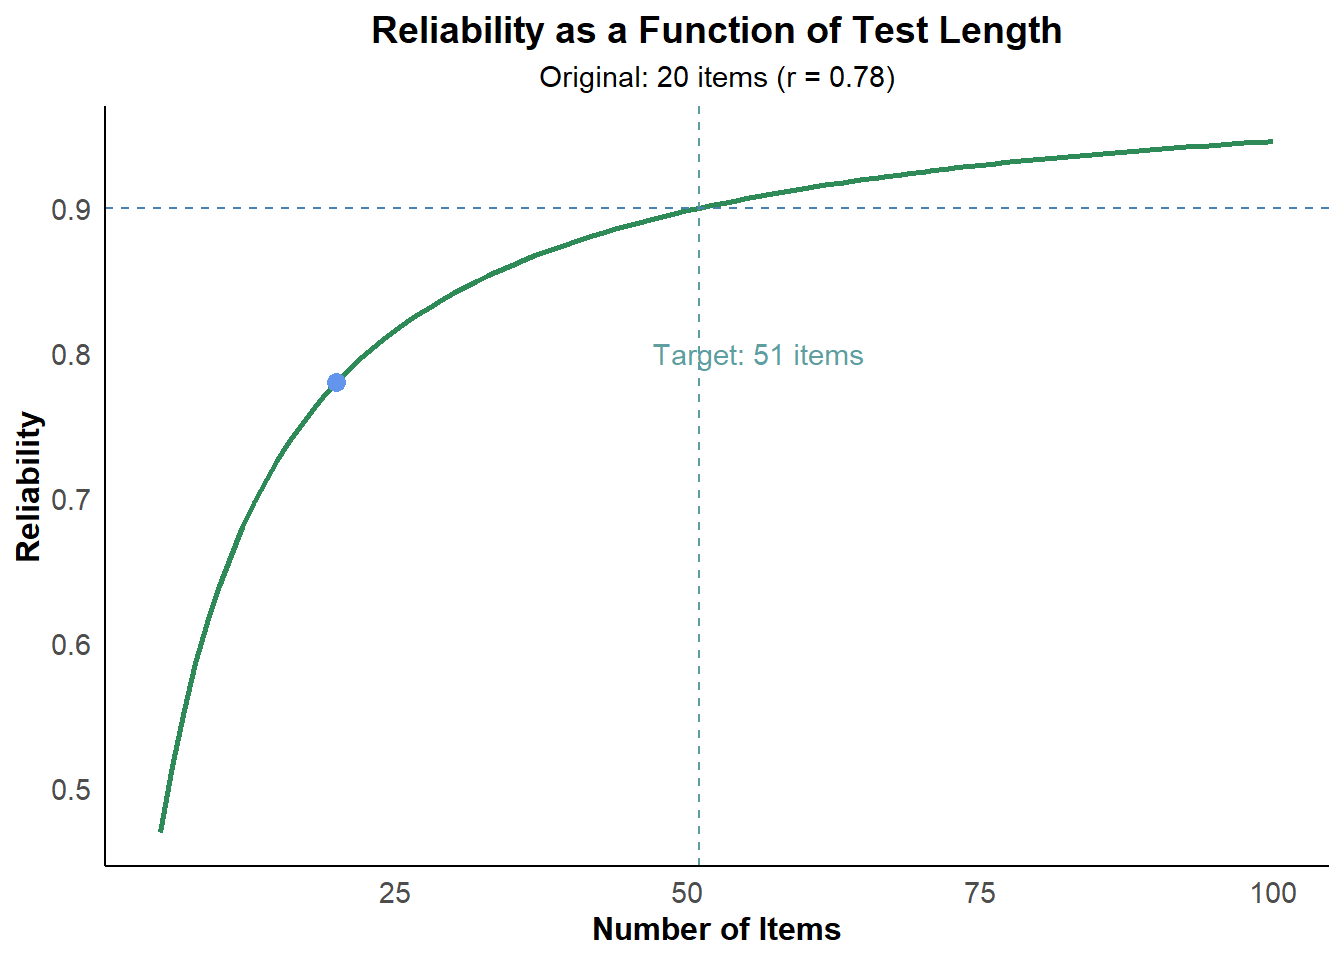 Reliability as a Function of Test Length
Original: 20 items (r = 0.78)
Reliability
0.9
0.8
0.7
0.6
0.5
Target: 51 items
25 50 75 100
Number of Items